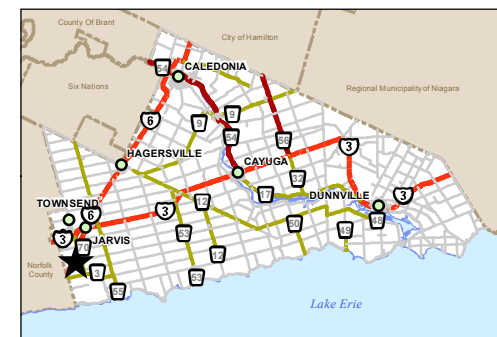 County Of Brant
City of Hamilton
54
CALEDONIA
Six Nations
Regional Municipality of Niagara
6
9
9
54
56
3
HAGERSVILLE
CAYUGA
32
17
DUNNVILLE
3
TOWNSEND
12
3
6
48
50
49
3
JARVIS
53
70
12
Norfolk
County
3
53
55
Lake Erie